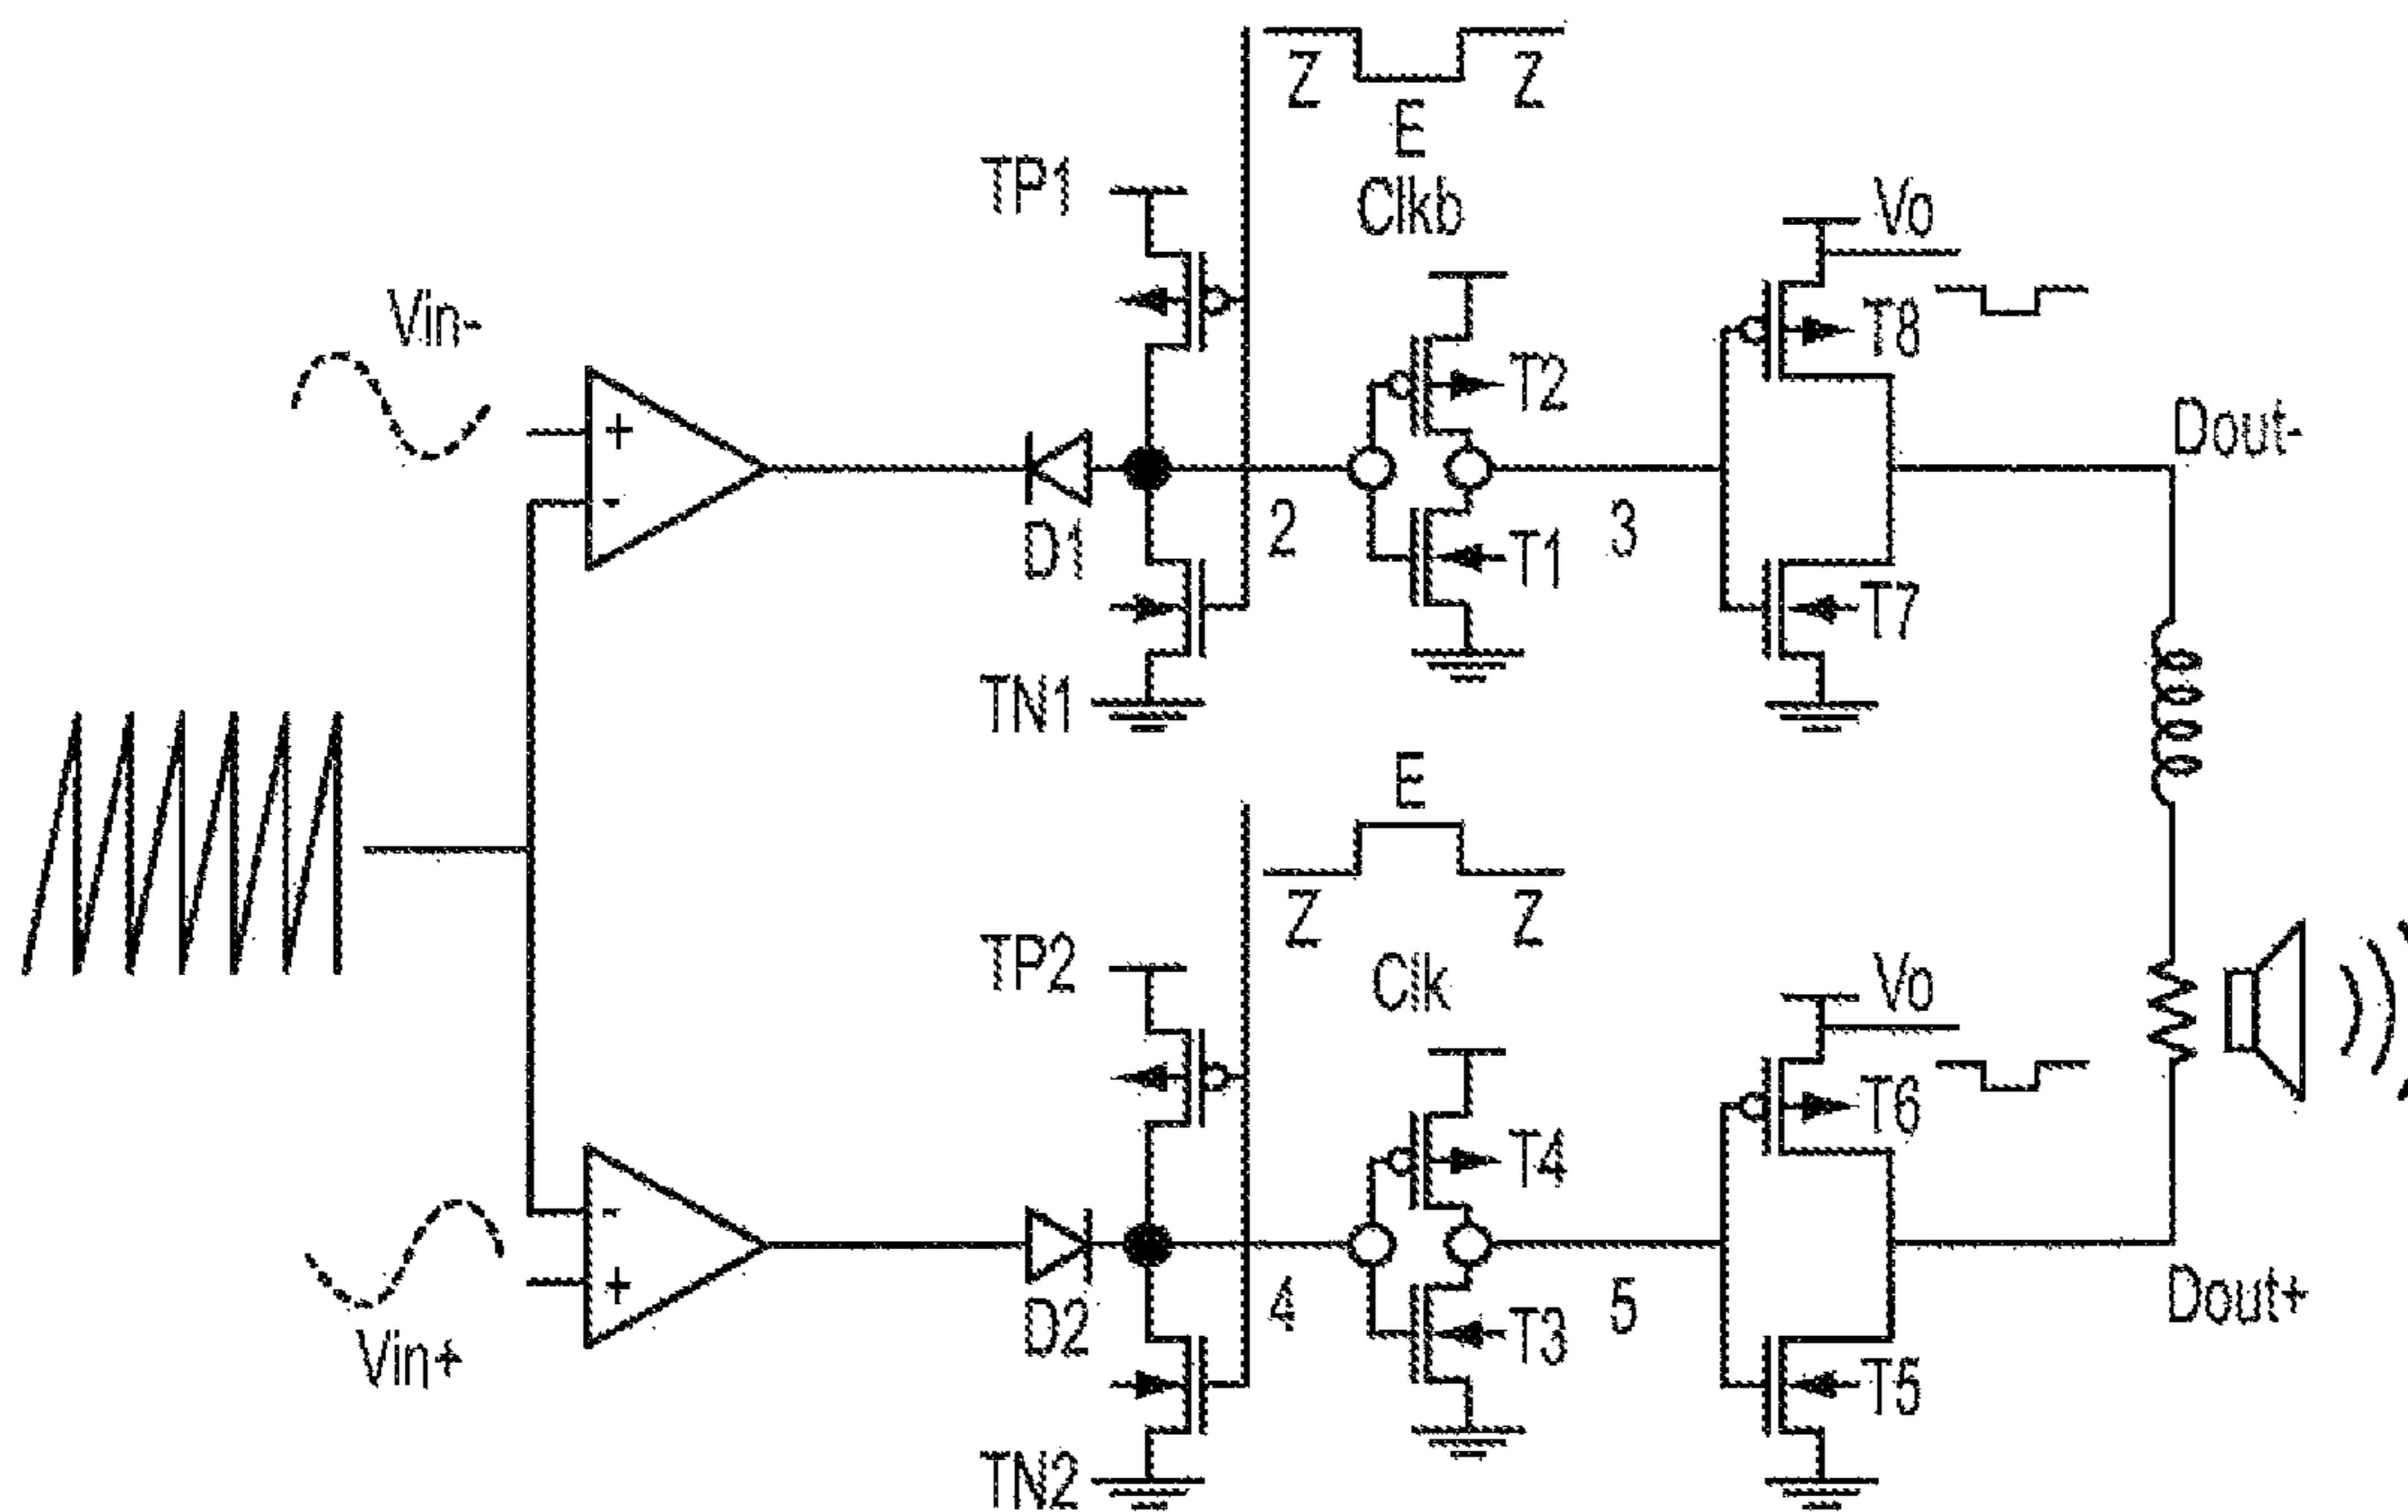 Z Z
E
TP1
Clkb
Vo
Vin-
T8
T2
Dout-
+
-
D1
2
T1
3
T7
TN1
E
Z Z
TP2
Clk
Vo
T6
T4
-
+
D2
4
T3
5
Dout+
Vin+
T5
TN2